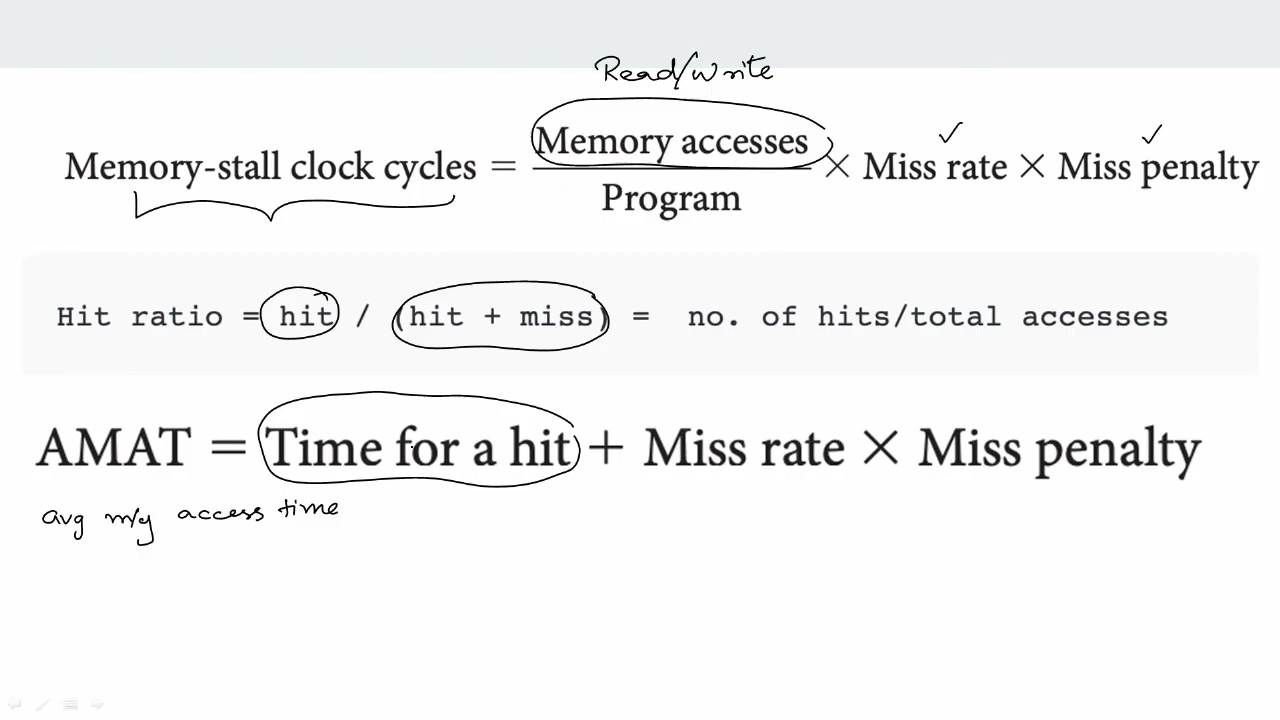 Read/write
Memory-stall clock cycles = Memory accesses / Program × Miss rate × Miss penalty
Hit ratio = hit / (hit + miss) = no. of hits/total accesses
AMAT = Time for a hit + Miss rate × Miss penalty
avg m/y access time